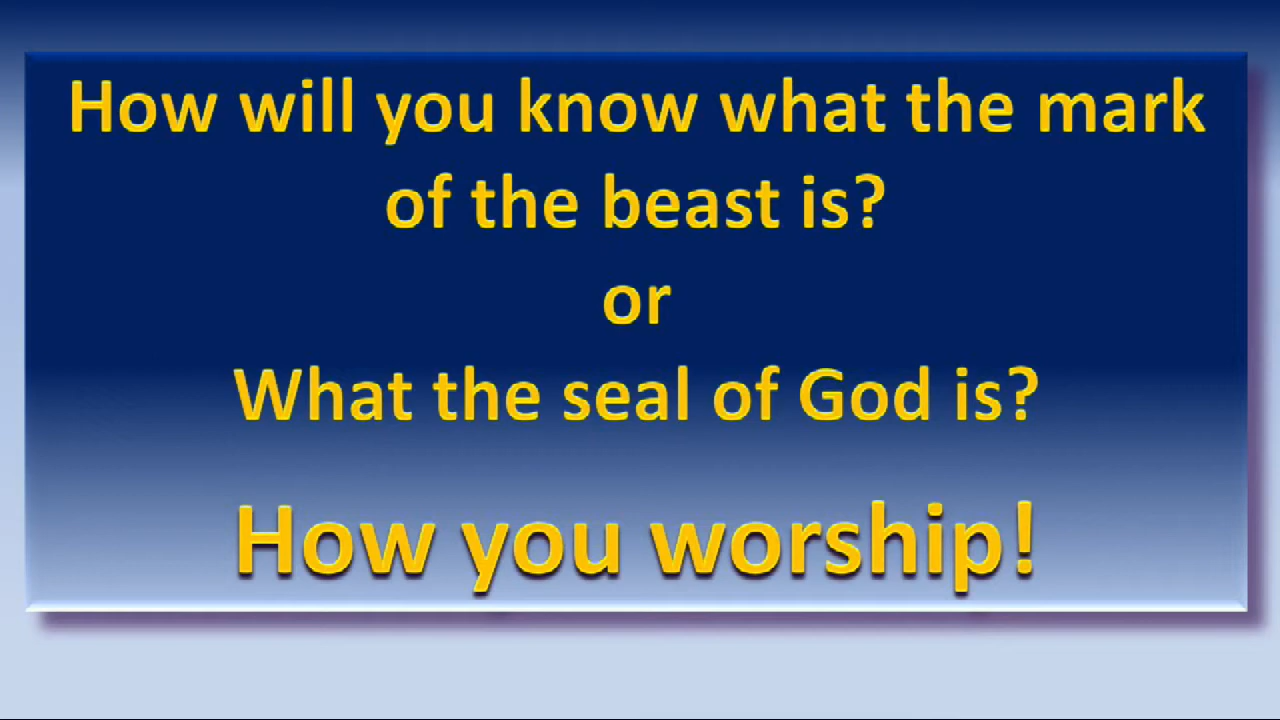 How will you know what the mark
of the beast is?
or
What the seal of God is?
How you worship!